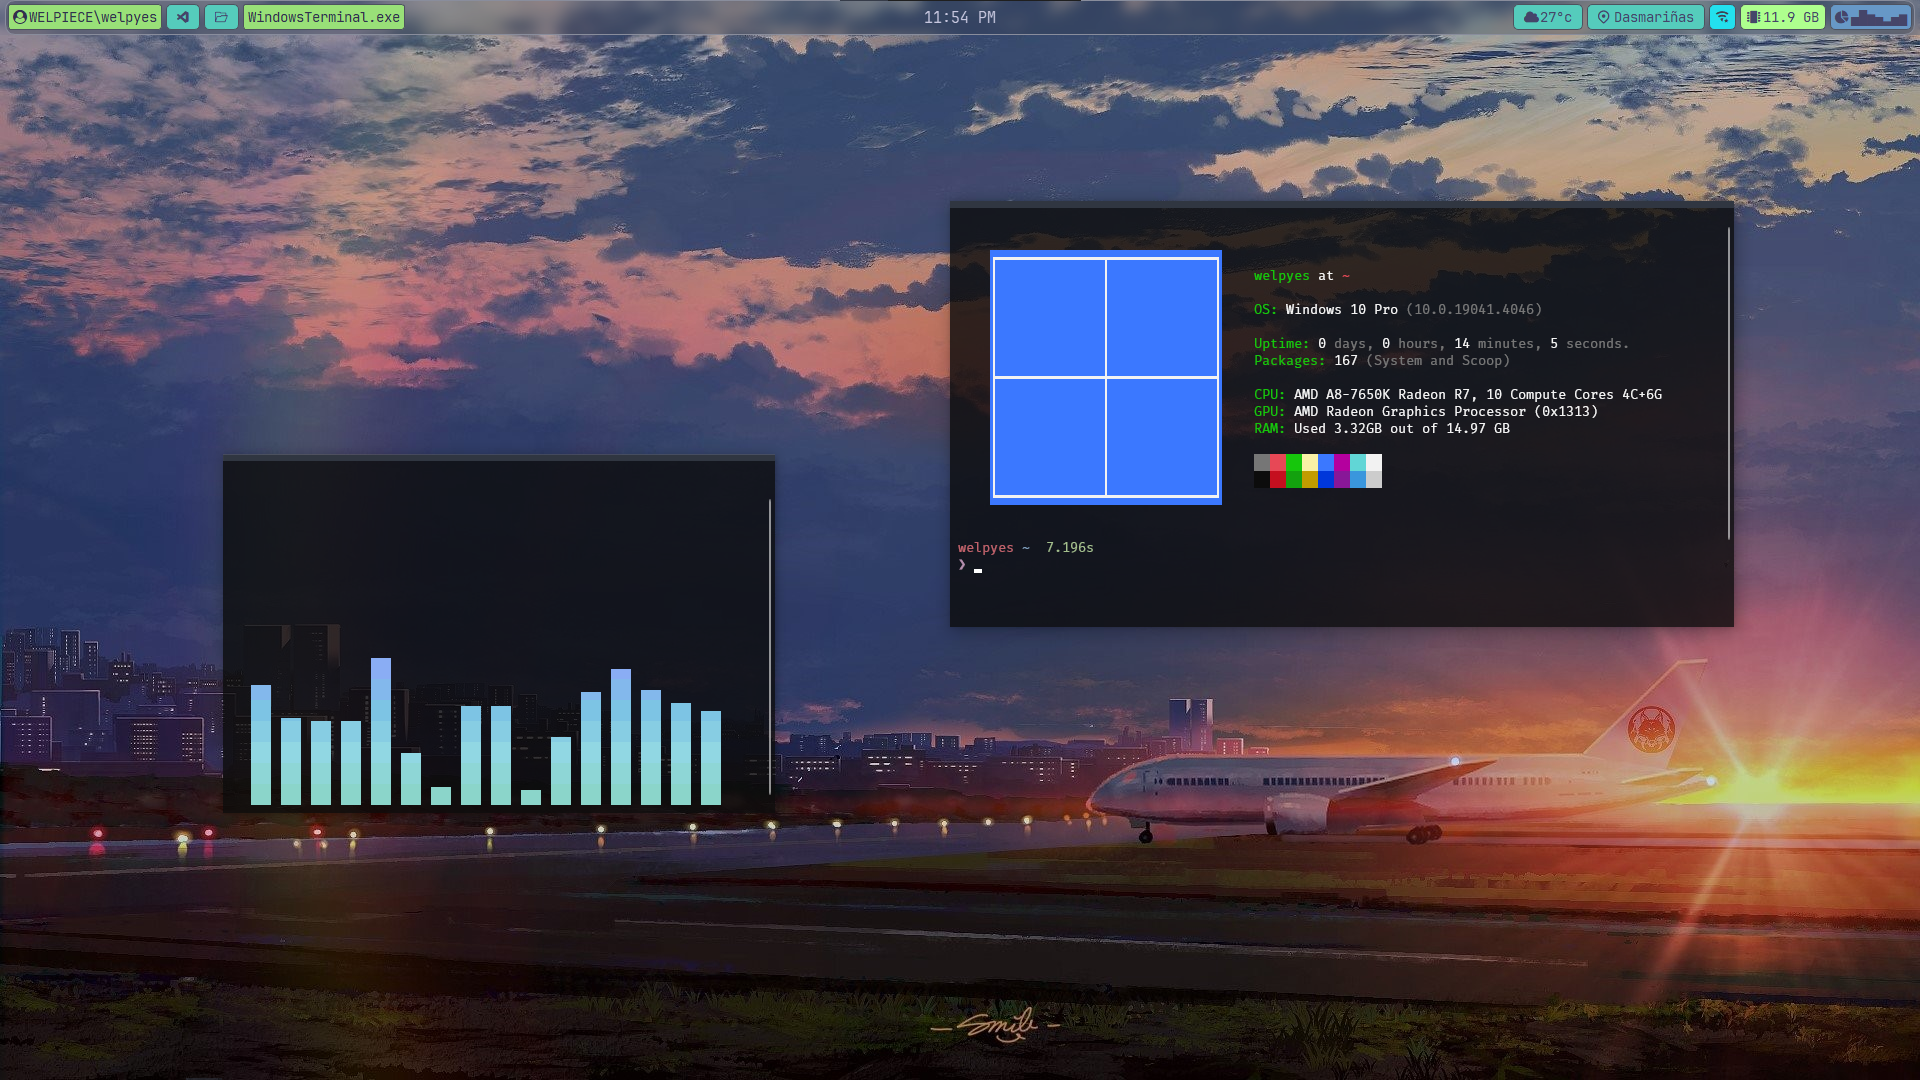 WELPIECE\welpyes
WindowsTerminal.exe
11:54 PM
27°c
Dasmariñas
11.9 GB
welpyes at ~
OS: Windows 10 Pro (10.0.19041.4046)
Uptime: 0 days, 0 hours, 14 minutes, 5 seconds.
Packages: 167 (System and Scoop)
CPU: AMD A8-7650K Radeon R7, 10 Compute Cores 4C+6G
GPU: AMD Radeon Graphics Processor (0x1313)
RAM: Used 3.32GB out of 14.97 GB
welpyes ~ 7.196s
❯
Smile